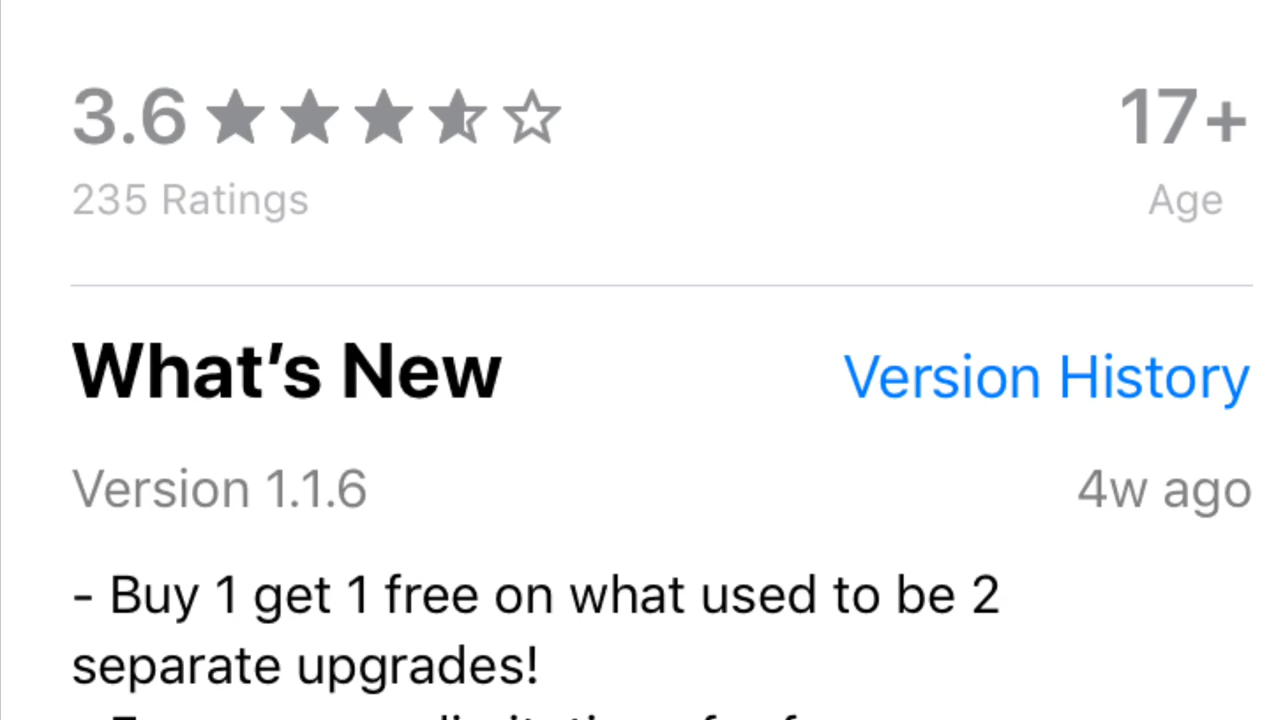 3.6
17+
235 Ratings
Age
What’s New
Version History
Version 1.1.6
4w ago
- Buy 1 get 1 free on what used to be 2
separate upgrades!